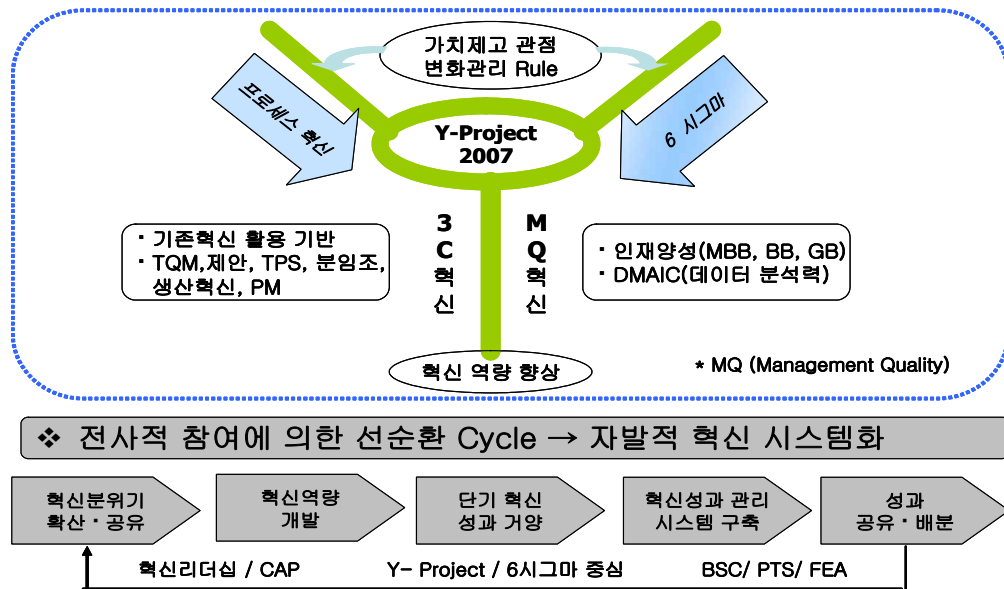 가치제고 관점
변화관리 Rule
프로세스 혁신
6 시그마
Y-Project
2007
3
C
혁
신
M
Q
혁
신
· 기존혁신 활용 기반
· TQM,제안, TPS, 분임조,
생산혁신, PM
· 인재양성(MBB, BB, GB)
· DMAIC(데이터 분석력)
혁신 역량 향상
* MQ (Management Quality)
❖ 전사적 참여에 의한 선순환 Cycle → 자발적 혁신 시스템화
혁신분위기
확산 · 공유
혁신역량
개발
단기 혁신
성과 거양
혁신성과 관리
시스템 구축
성과
공유 · 배분
혁신리더십 / CAP
Y- Project / 6시그마 중심
BSC/ PTS/ FEA